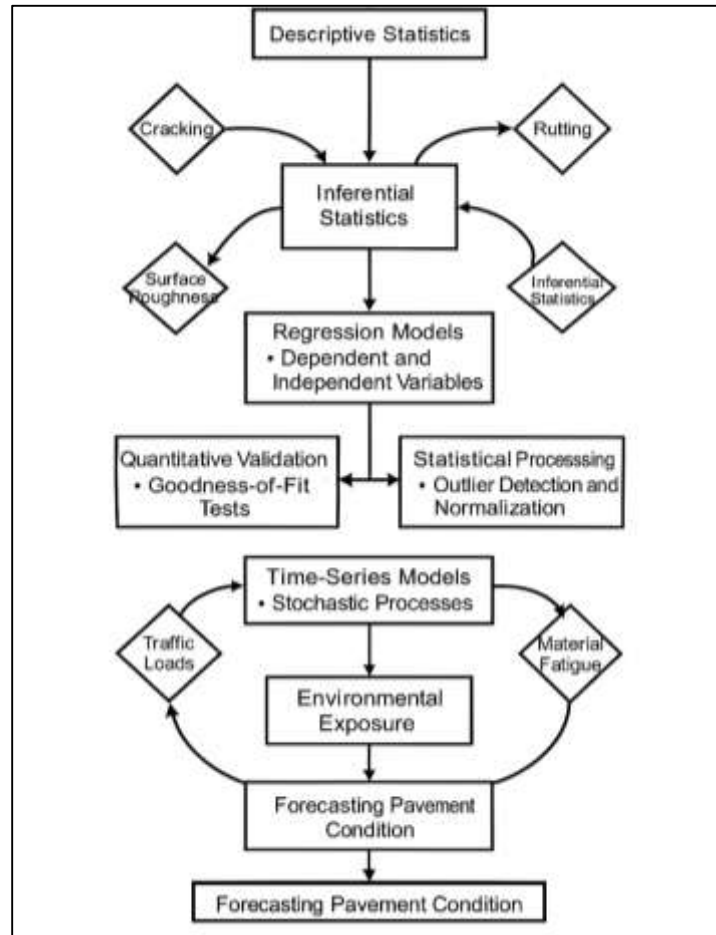 Descriptive Statistics
Cracking
Rutting
Inferential
Statistics
Surface
Roughness
Inferential
Statistics
Regression Models
• Dependent and
Independent Variables
Quantitative Validation
• Goodness-of-Fit
Tests
Statistical Processsing
• Outlier Detection and
Normalization
Time-Series Models
• Stochastic Processes
Traffic
Loads
Material
Fatigue
Environmental
Exposure
Forecasting Pavement
Condition
Forecasting Pavement Condition